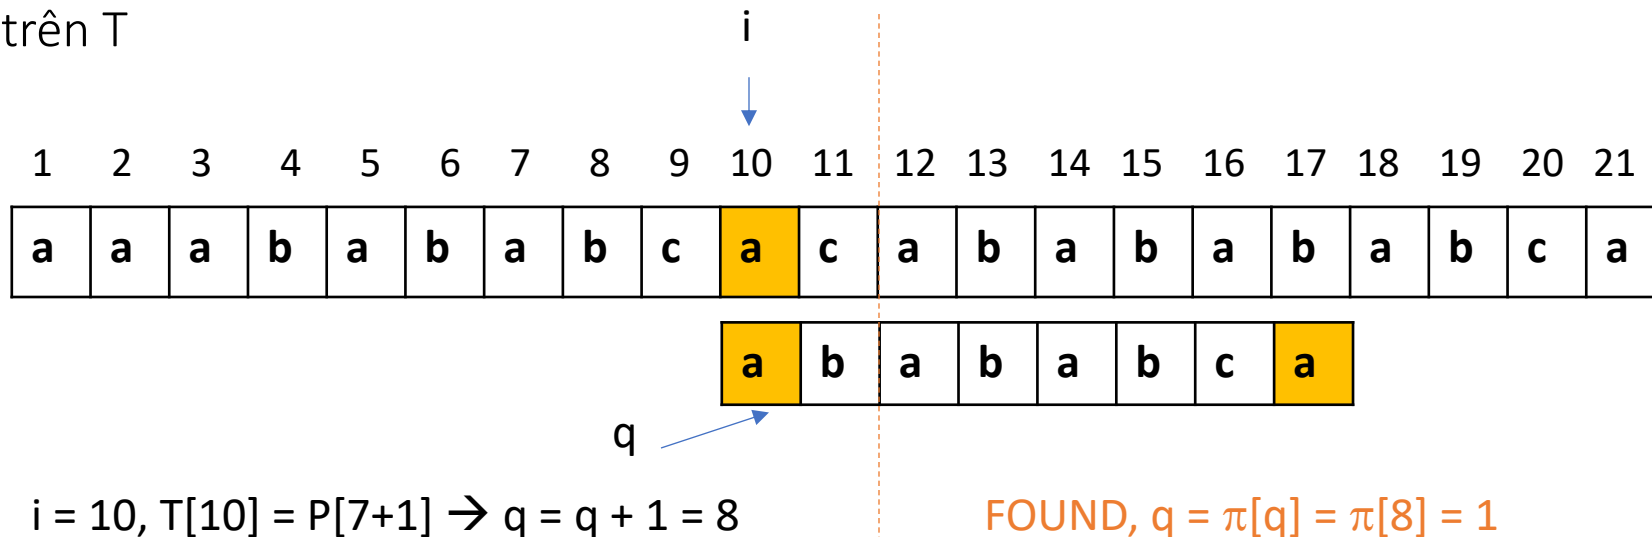 trên T
i
1 2 3 4 5 6 7 8 9 10 11 12 13 14 15 16 17 18 19 20 21
a a a b a b a b c a c a b a b a b a b c a
a b a b a b c a
q
i = 10, T[10] = P[7+1] → q = q + 1 = 8
FOUND, q = π[q] = π[8] = 1